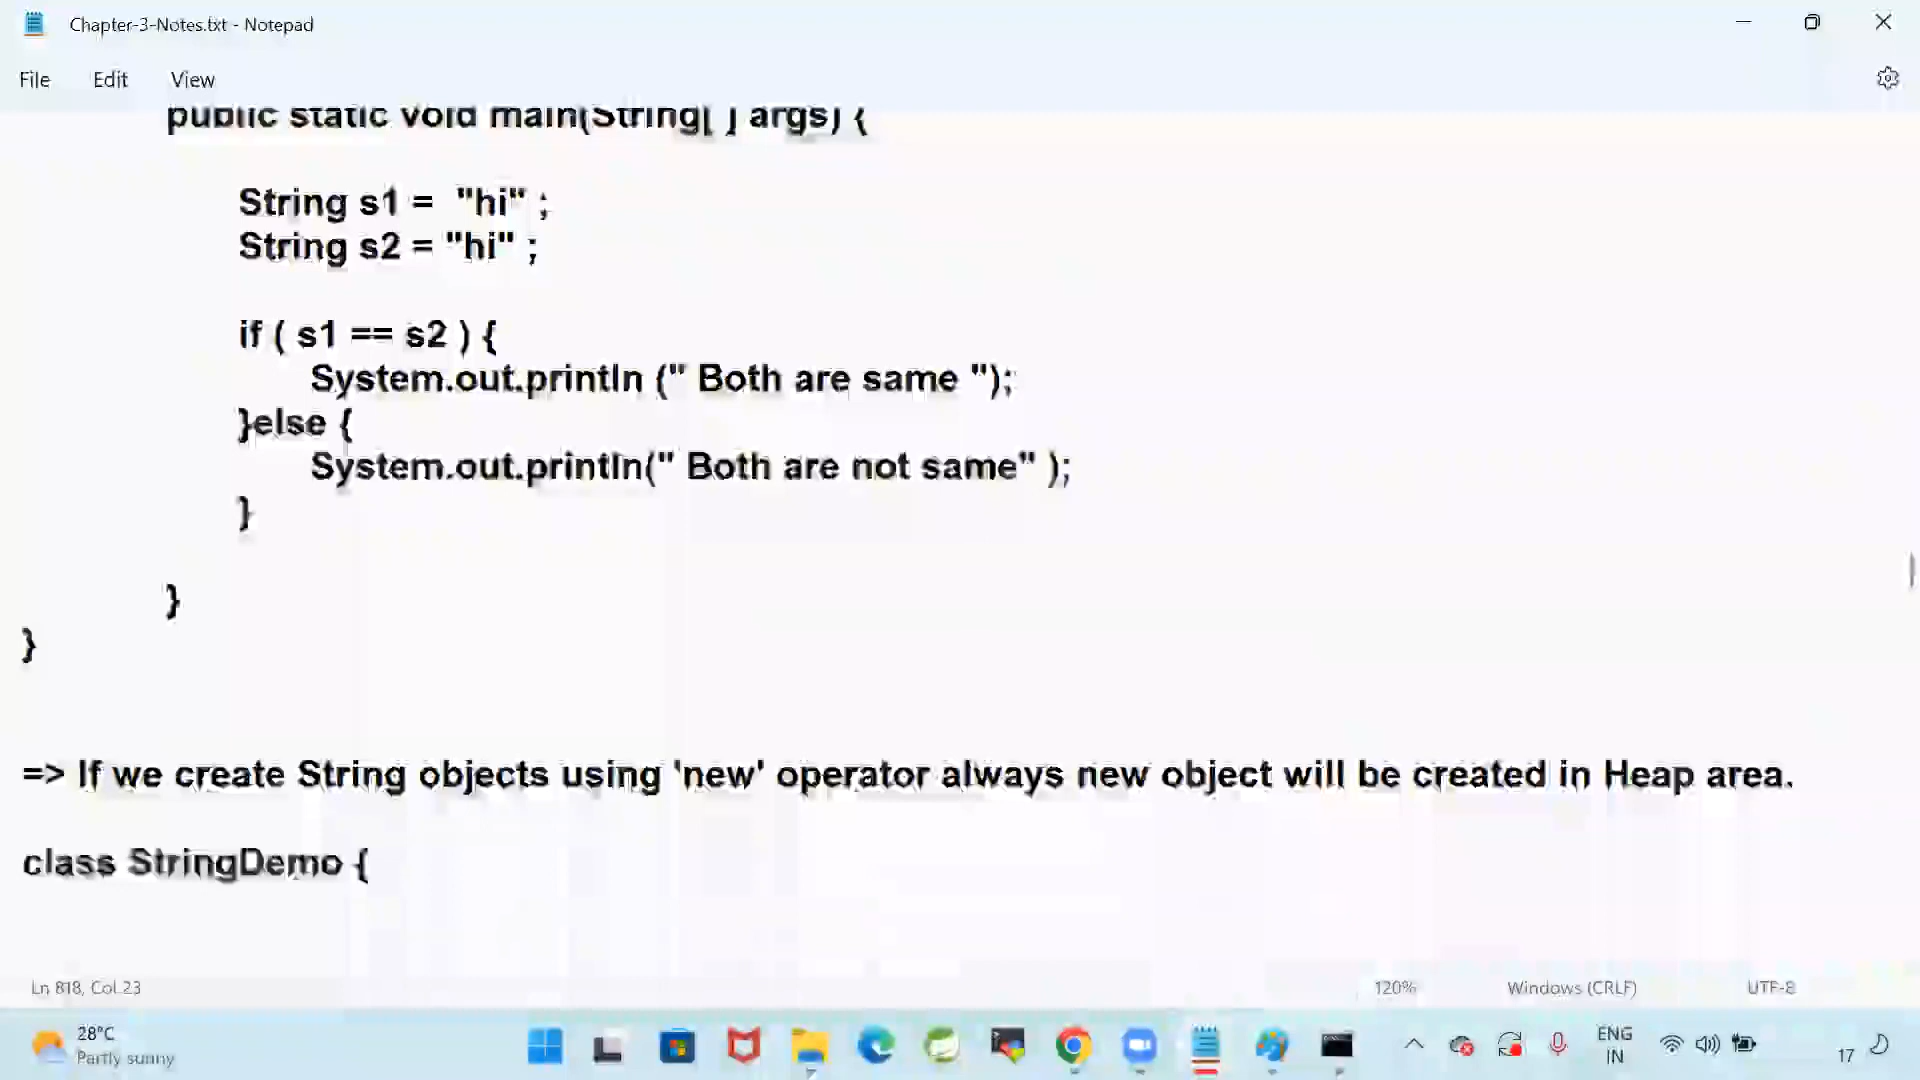 Chapter-3-Notes.txt - Notepad
File Edit View
public static void main(String[ ] args) {
String s1 =  "hi" ;
String s2 = "hi" ;
if ( s1 == s2 ) {
System.out.println (" Both are same ");
}else {
System.out.println(" Both are not same" );
}
}
}
=> If we create String objects using 'new' operator always new object will be created in Heap area.
class StringDemo {
Ln 818, Col 23 120% Windows (CRLF) UTF-8
28°C
Partly sunny
ENG
IN
17